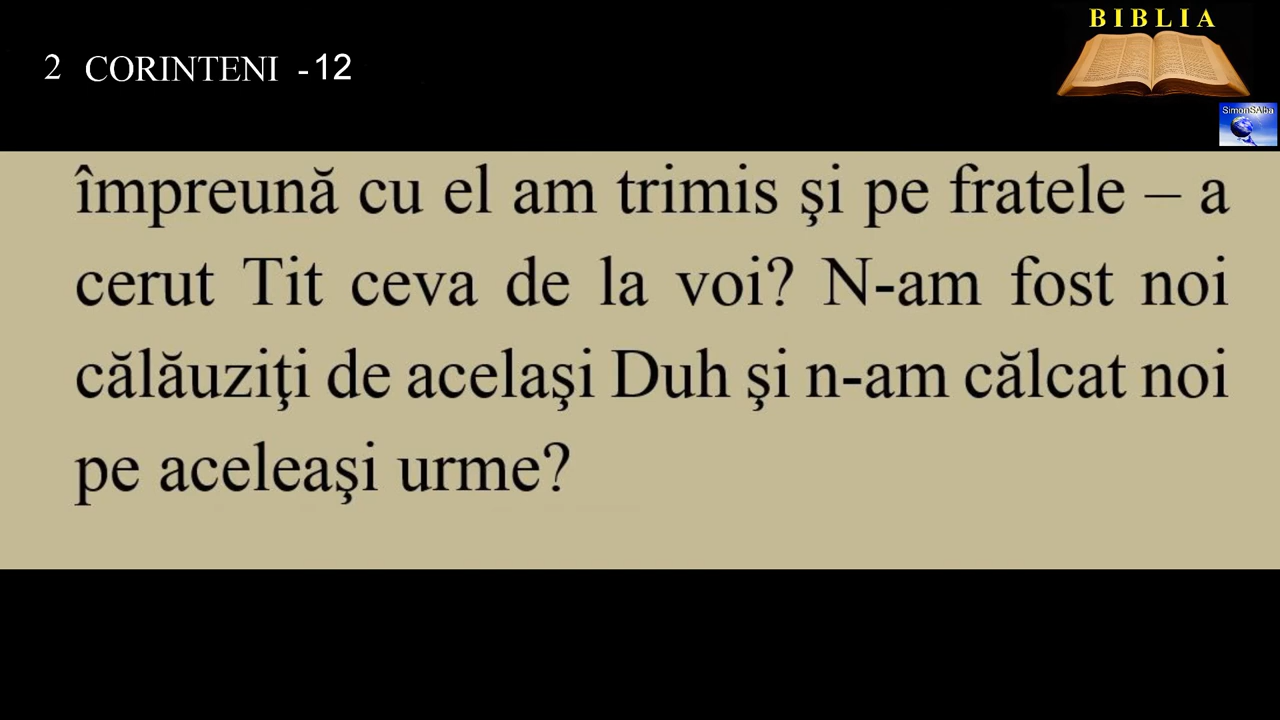 BIBLIA
2 CORINTENI -12
SimonSAlba
împreună cu el am trimis şi pe fratele – a
cerut Tit ceva de la voi? N-am fost noi
călăuziţi de acelaşi Duh şi n-am călcat noi
pe aceleaşi urme?